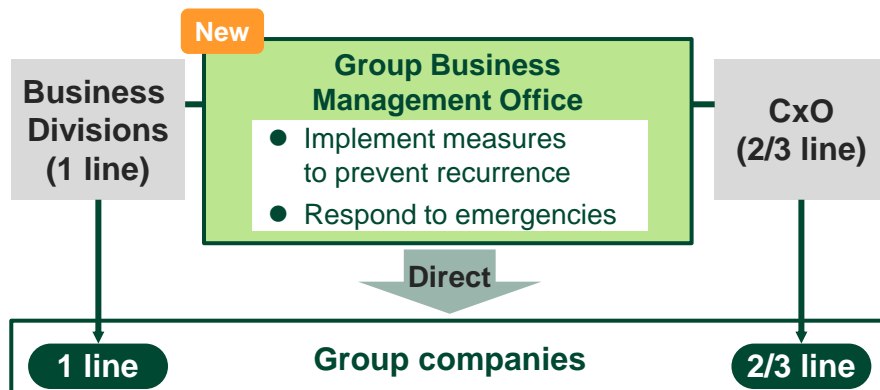 New
Group Business
Management Office
Business
Divisions
(1 line)
● Implement measures
to prevent recurrence
● Respond to emergencies
CxO
(2/3 line)
Direct
1 line
Group companies
2/3 line